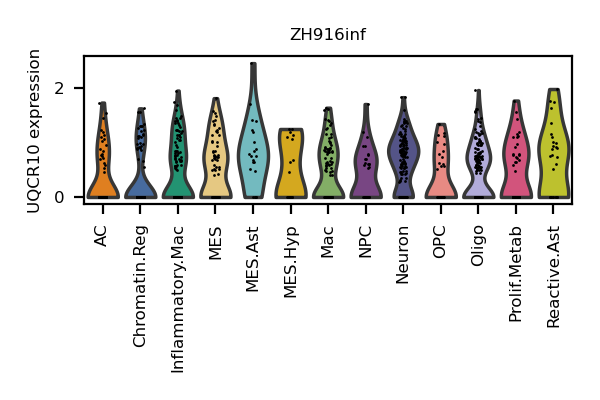 ZH916inf
UQCR10 expression
2
0
AC
Chromatin.Reg
Inflammatory.Mac
MES
MES.Ast
MES.Hyp
Mac
NPC
Neuron
OPC
Oligo
Prolif.Metab
Reactive.Ast